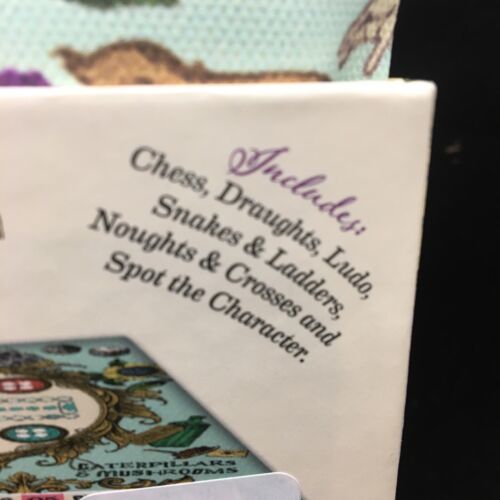 Includes:
Chess, Draughts, Ludo,
Snakes & Ladders,
Noughts & Crosses and
Spot the Character.
CATERPILLARS
& MUSHROOMS